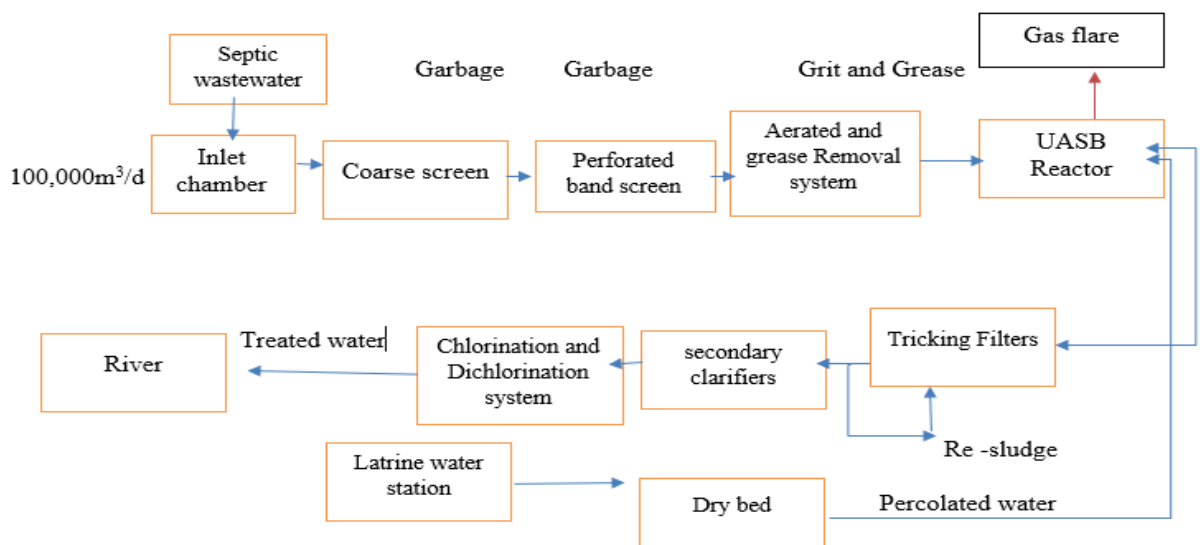 Septic
wastewater
Garbage
Garbage
Grit and Grease
Gas flare
100,000m³/d
Inlet
chamber
Coarse screen
Perforated
band screen
Aerated and
grease Removal
system
UASB
Reactor
River
Treated water
Chlorination and
Dichlorination
system
secondary
clarifiers
Tricking Filters
Re -sludge
Latrine water
station
Dry bed
Percolated water